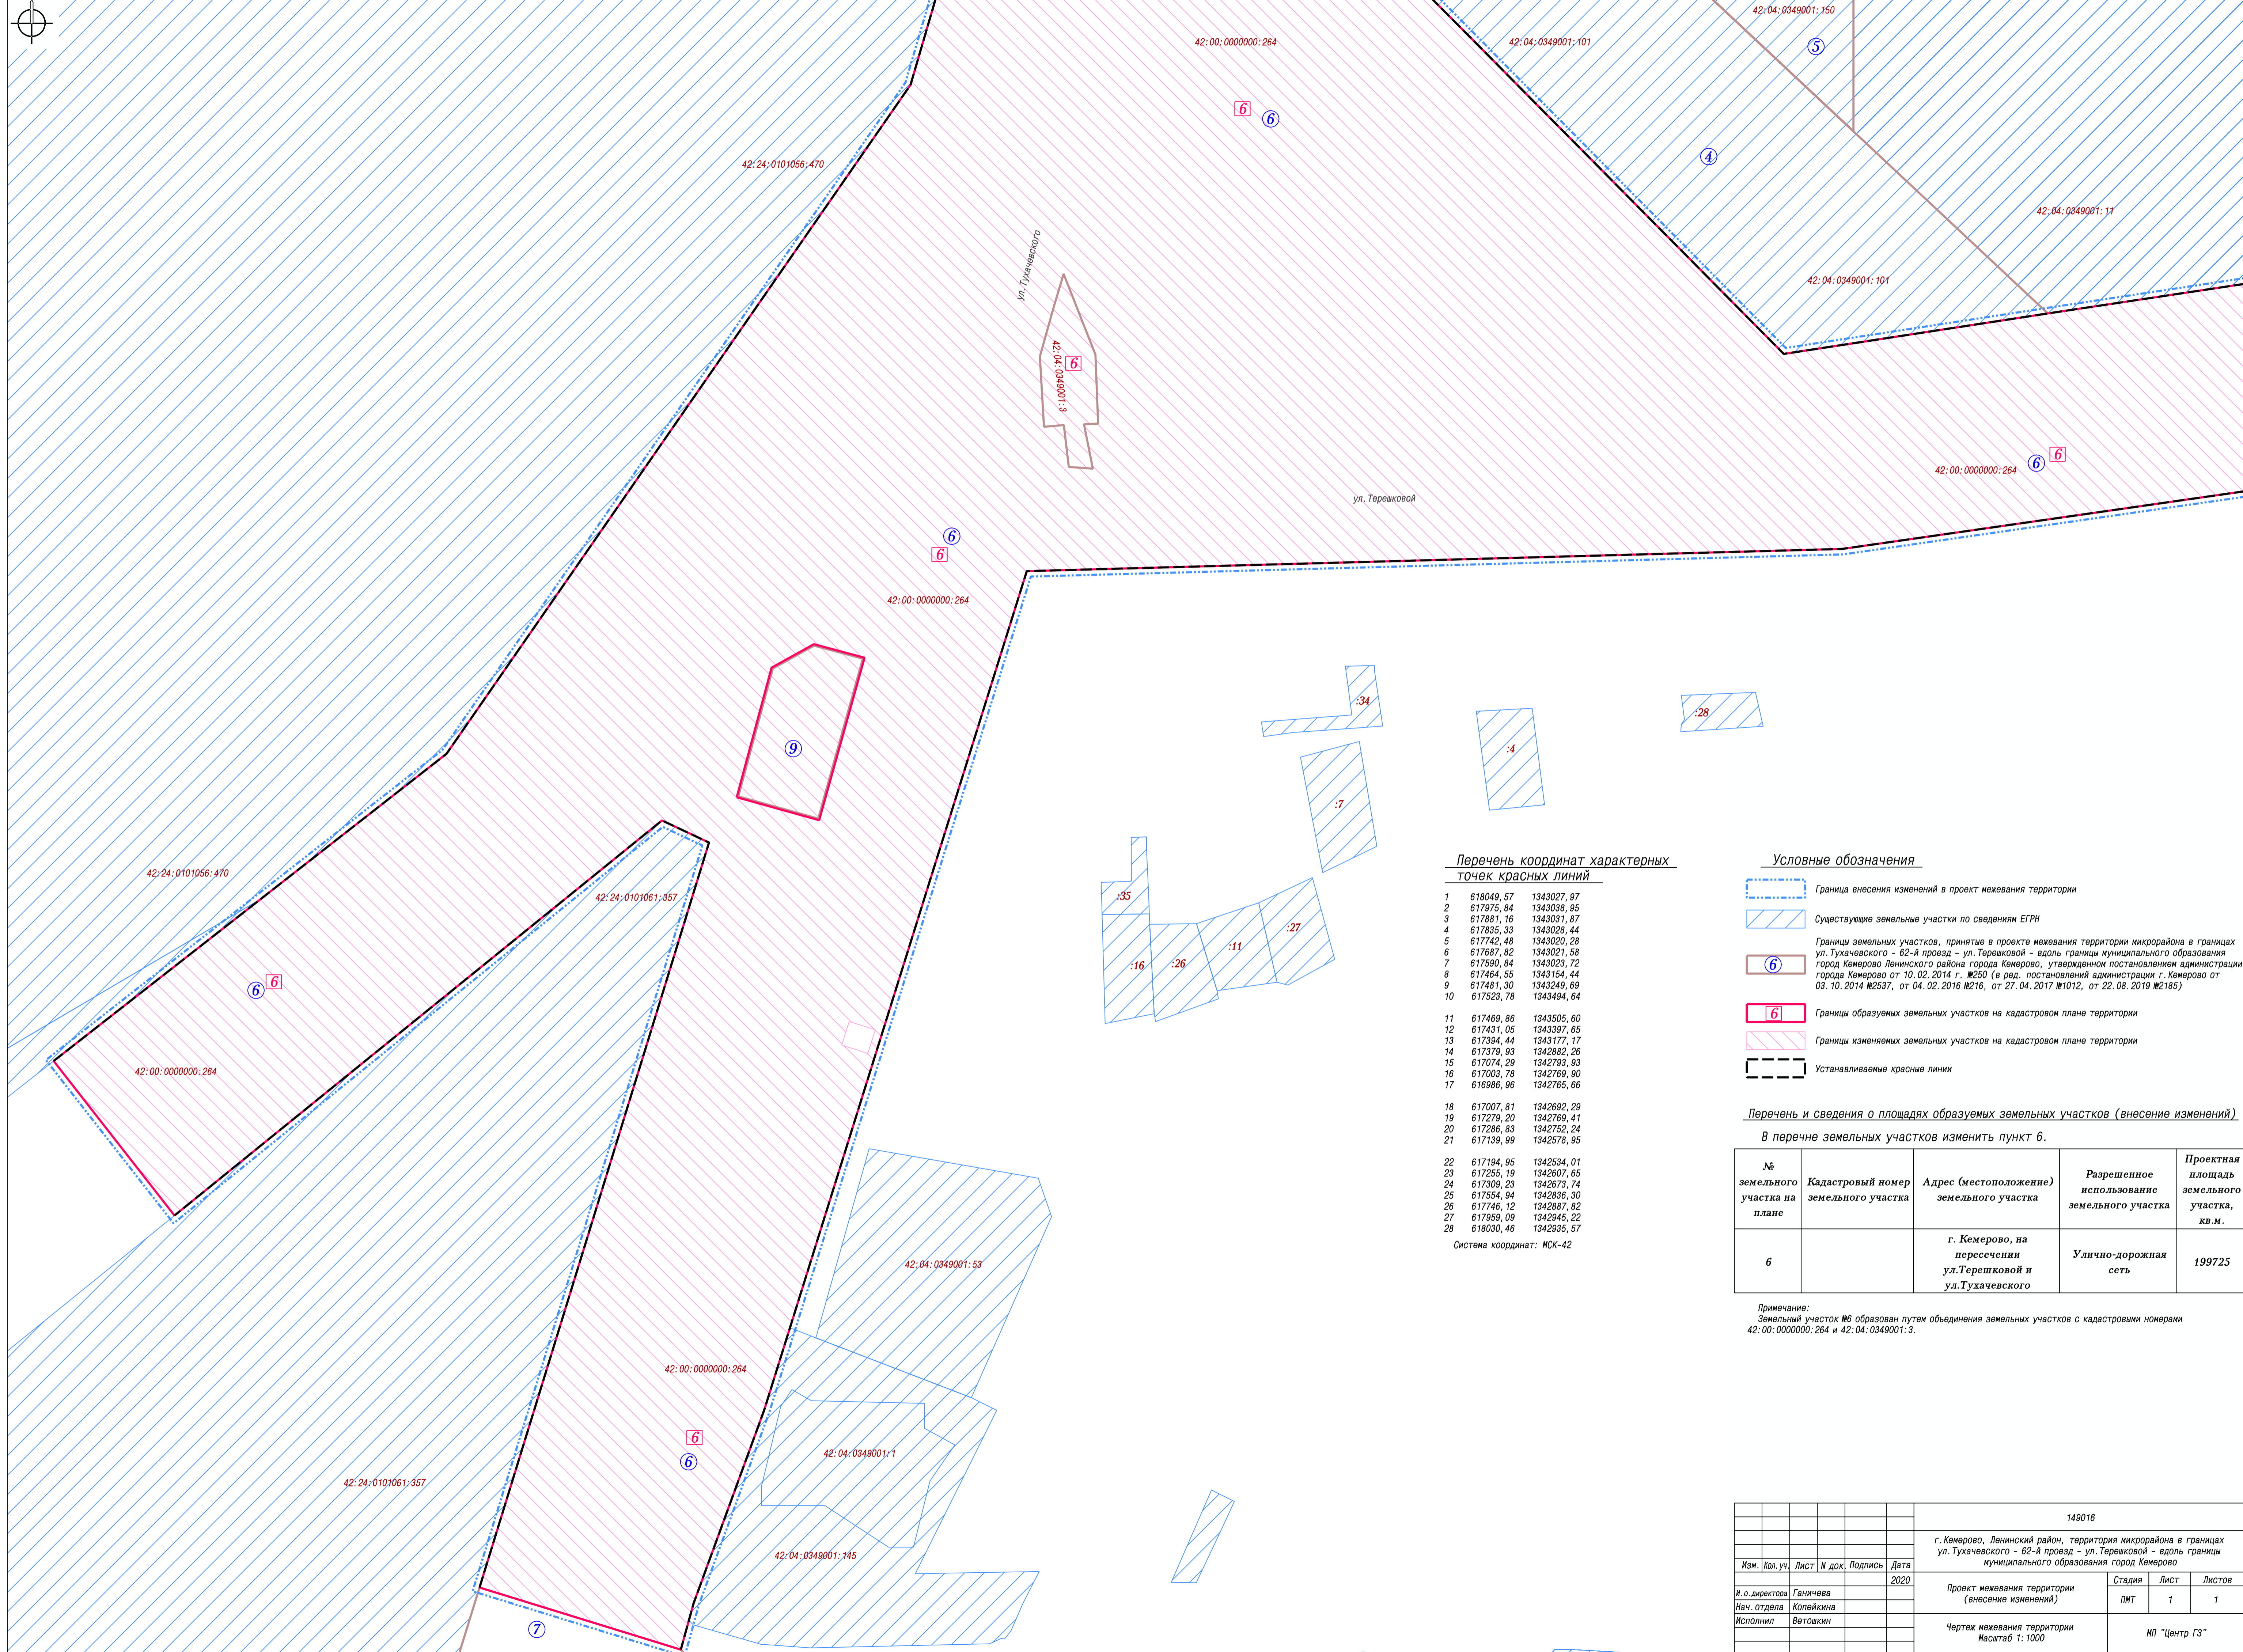 42:04:0349001:150
42:00:0000000:264
42:04:0349001:101
5
6
6
42:24:0101056:470
4
42:04:0349001:11
ул.Тухачевского
42:04:0349001:101
42:04:0349001:3
6
6
6
42:00:0000000:264
ул.Терешковой
6
6
42:00:0000000:264
:34
:28
:4
9
:7
42:24:0101056:470
42:24:0101061:357
:35
:27
:11
:16
:26
6
6
42:00:0000000:264
42:04:0349001:53
42:00:0000000:264
6
6
42:04:0349001:1
42:24:0101061:357
42:04:0349001:145
7
Перечень координат характерных
точек красных линий
1 618049,57 1343027,97
2 617975,84 1343038,95
3 617881,16 1343031,87
4 617835,33 1343028,44
5 617742,48 1343020,28
6 617687,82 1343021,58
7 617590,84 1343023,72
8 617464,55 1343154,44
9 617481,30 1343249,69
10 617523,78 1343494,64
11 617469,86 1343505,60
12 617431,05 1343397,65
13 617394,44 1343177,17
14 617379,93 1342882,26
15 617074,29 1342793,93
16 617003,78 1342769,90
17 616986,96 1342765,66
18 617007,81 1342692,29
19 617279,20 1342769,41
20 617286,83 1342752,24
21 617139,99 1342578,95
22 617194,95 1342534,01
23 617255,19 1342607,65
24 617309,23 1342673,74
25 617554,94 1342836,30
26 617746,12 1342887,82
27 617959,09 1342945,22
28 618030,46 1342935,57
Система координат: МСК-42
Условные обозначения
Граница внесения изменений в проект межевания территории
Существующие земельные участки по сведениям ЕГРН
6
Границы земельных участков, принятые в проекте межевания территории микрорайона в границах
ул.Тухачевского - 62-й проезд - ул.Терешковой - вдоль границы муниципального образования
город Кемерово Ленинского района города Кемерово, утвержденном постановлением администрации
города Кемерово от 10.02.2014 г. №250 (в ред. постановлений администрации г.Кемерово от
03.10.2014 №2537, от 04.02.2016 №216, от 27.04.2017 №1012, от 22.08.2019 №2185)
6
Границы образуемых земельных участков на кадастровом плане территории
Границы изменяемых земельных участков на кадастровом плане территории
Устанавливаемые красные линии
Перечень и сведения о площадях образуемых земельных участков (внесение изменений)
В перечне земельных участков изменить пункт 6.
№ земельного участка на плане
Кадастровый номер земельного участка
Адрес (местоположение) земельного участка
Разрешенное использование земельного участка
Проектная площадь земельного участка, кв.м.
6
г. Кемерово, на пересечении ул.Терешковой и ул.Тухачевского
Улично-дорожная сеть
199725
Примечание:
Земельный участок №6 образован путем объединения земельных участков с кадастровыми номерами
42:00:0000000:264 и 42:04:0349001:3.
149016
г.Кемерово, Ленинский район, территория микрорайона в границах
ул.Тухачевского - 62-й проезд - ул.Терешковой - вдоль границы
муниципального образования город Кемерово
Изм. Кол.уч. Лист N док. Подпись Дата
2020
И.о.директора Ганичева
Нач.отдела Копейкина
Исполнил Ветошкин
Проект межевания территории
(внесение изменений)
Стадия Лист Листов
ПМТ 1 1
Чертеж межевания территории
Масштаб 1:1000
МП "Центр ГЗ"